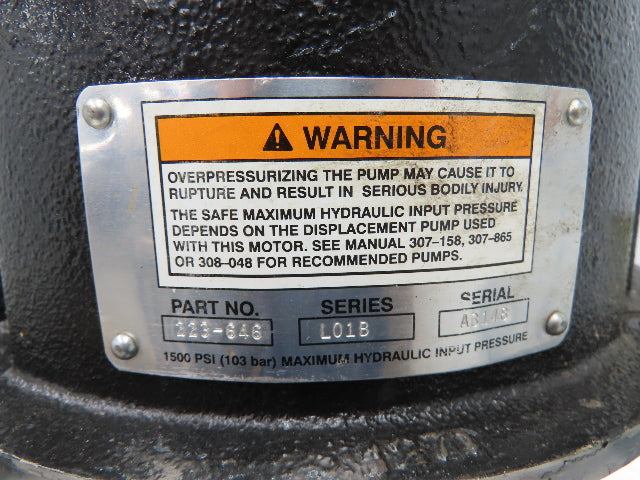 WARNING
OVERPRESSURIZING THE PUMP MAY CAUSE IT TO
RUPTURE AND RESULT IN SERIOUS BODILY INJURY.
THE SAFE MAXIMUM HYDRAULIC INPUT PRESSURE
DEPENDS ON THE DISPLACEMENT PUMP USED
WITH THIS MOTOR. SEE MANUAL 307–158, 307–865
OR 308–048 FOR RECOMMENDED PUMPS.
PART NO. SERIES SERIAL
223-646 L01B
1500 PSI (103 bar) MAXIMUM HYDRAULIC INPUT PRESSURE